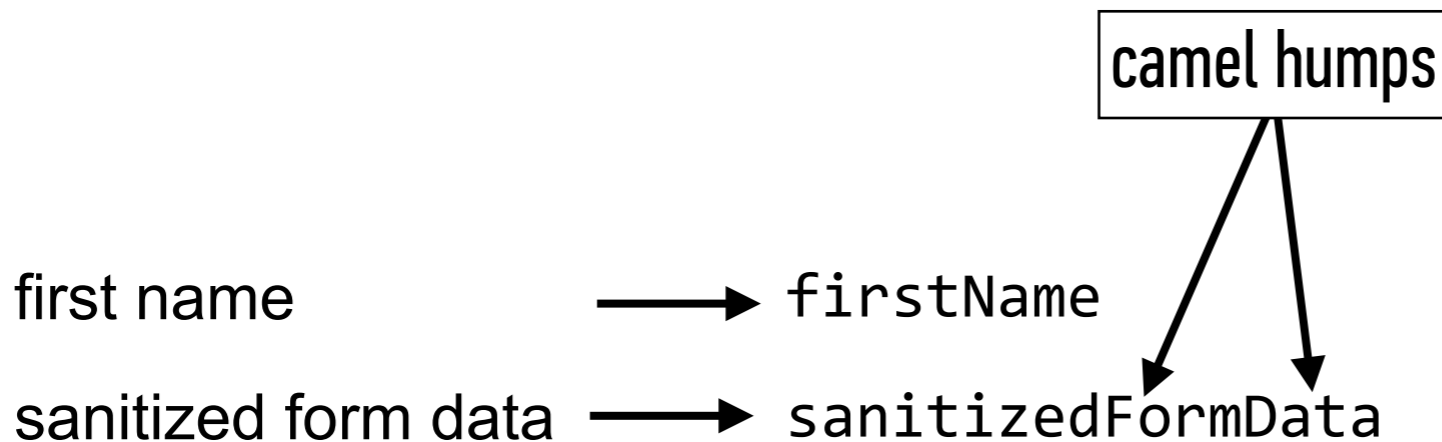 camel humps
first name firstName
sanitized form data sanitizedFormData